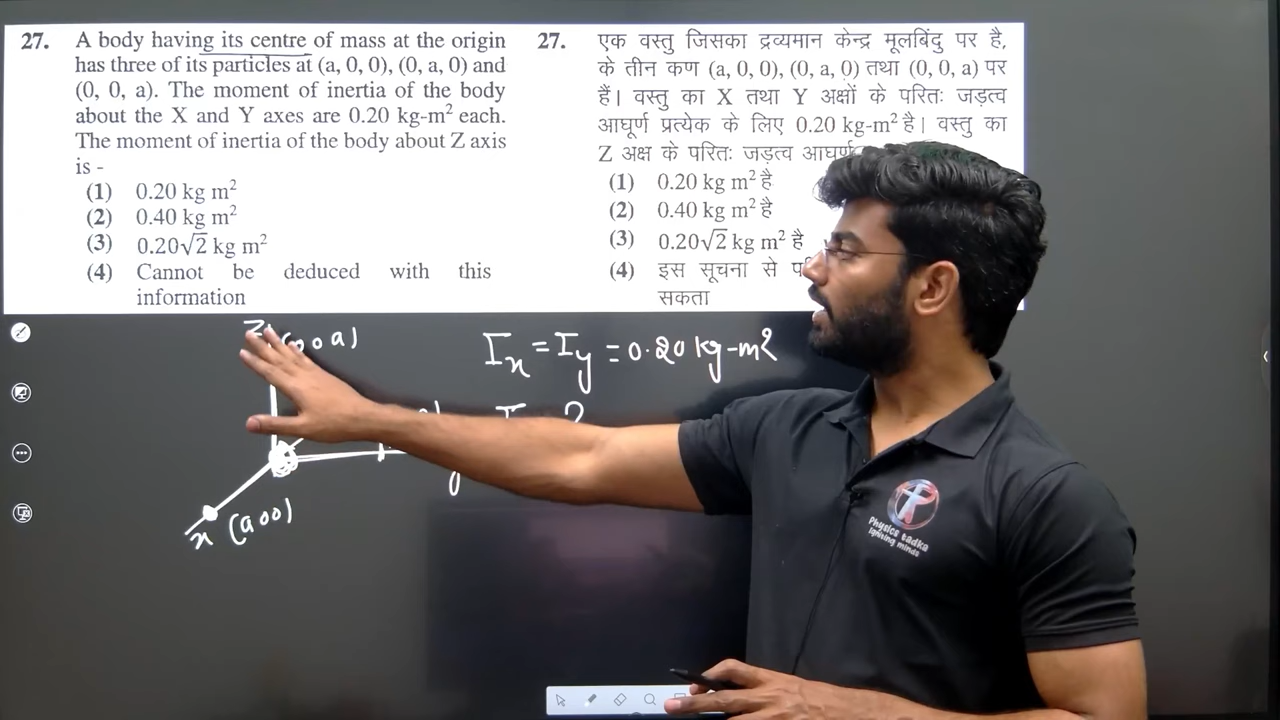 27. A body having its centre of mass at the origin
has three of its particles at (a, 0, 0), (0, a, 0) and
(0, 0, a). The moment of inertia of the body
about the X and Y axes are 0.20 kg-m² each.
The moment of inertia of the body about Z axis
is -
(1) 0.20 kg m²
(2) 0.40 kg m²
(3) 0.20√2 kg m²
(4) Cannot be deduced with this
information
27. एक वस्तु जिसका द्रव्यमान केन्द्र मूलबिंदु पर है,
के तीन कण (a, 0, 0), (0, a, 0) तथा (0, 0, a) पर
हैं। वस्तु का X तथा Y अक्षों के परितः जड़त्व
आघूर्ण प्रत्येक के लिए 0.20 kg-m² है। वस्तु का
Z अक्ष के परितः जड़त्व आघूर्ण
(1) 0.20 kg m² है
(2) 0.40 kg m² है
(3) 0.20√2 kg m² है
(4) इस सूचना से
सकता
z
0 a)
Ix = Iy = 0.20 kg-m²
?
y
x (a00)
Physics tadka
Igniting minds